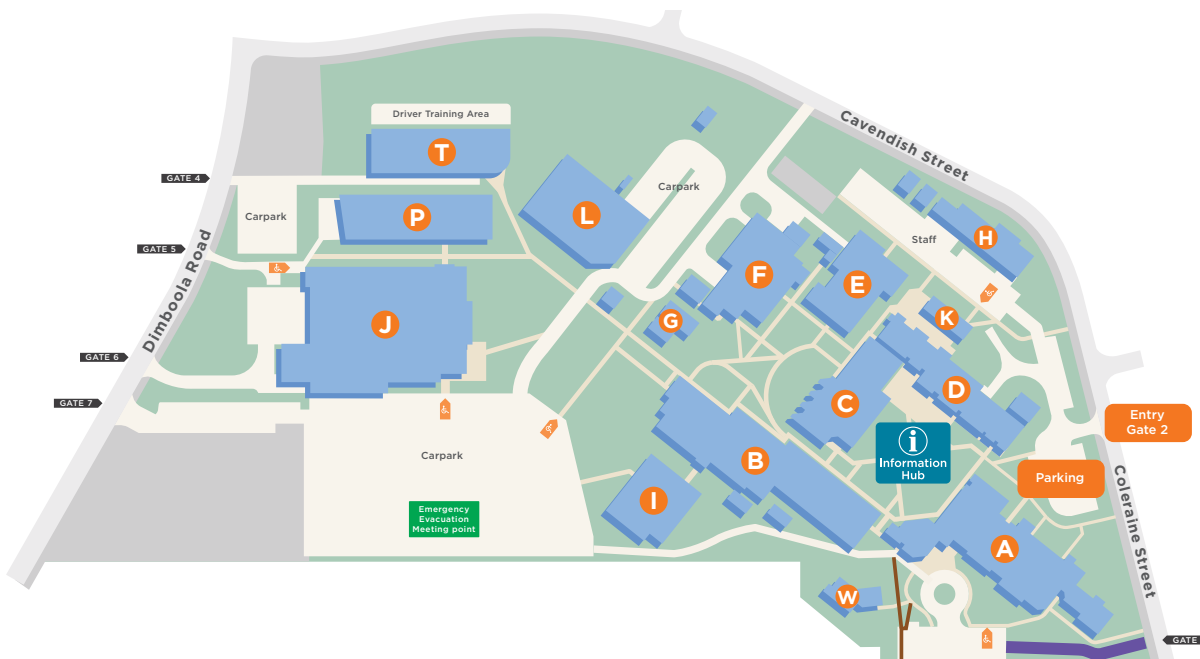 Driver Training Area
Cavendish Street
T
GATE 4
Carpark
L
Carpark
P
Carpark
Staff
H
GATE 5
Dimboola Road
F
E
J
G
K
GATE 6
GATE 7
C
D
Entry
Gate 2
Carpark
B
i
Information
Hub
Parking
Coleraine Street
I
Emergency
Evacuation
Meeting point
A
W
GATE